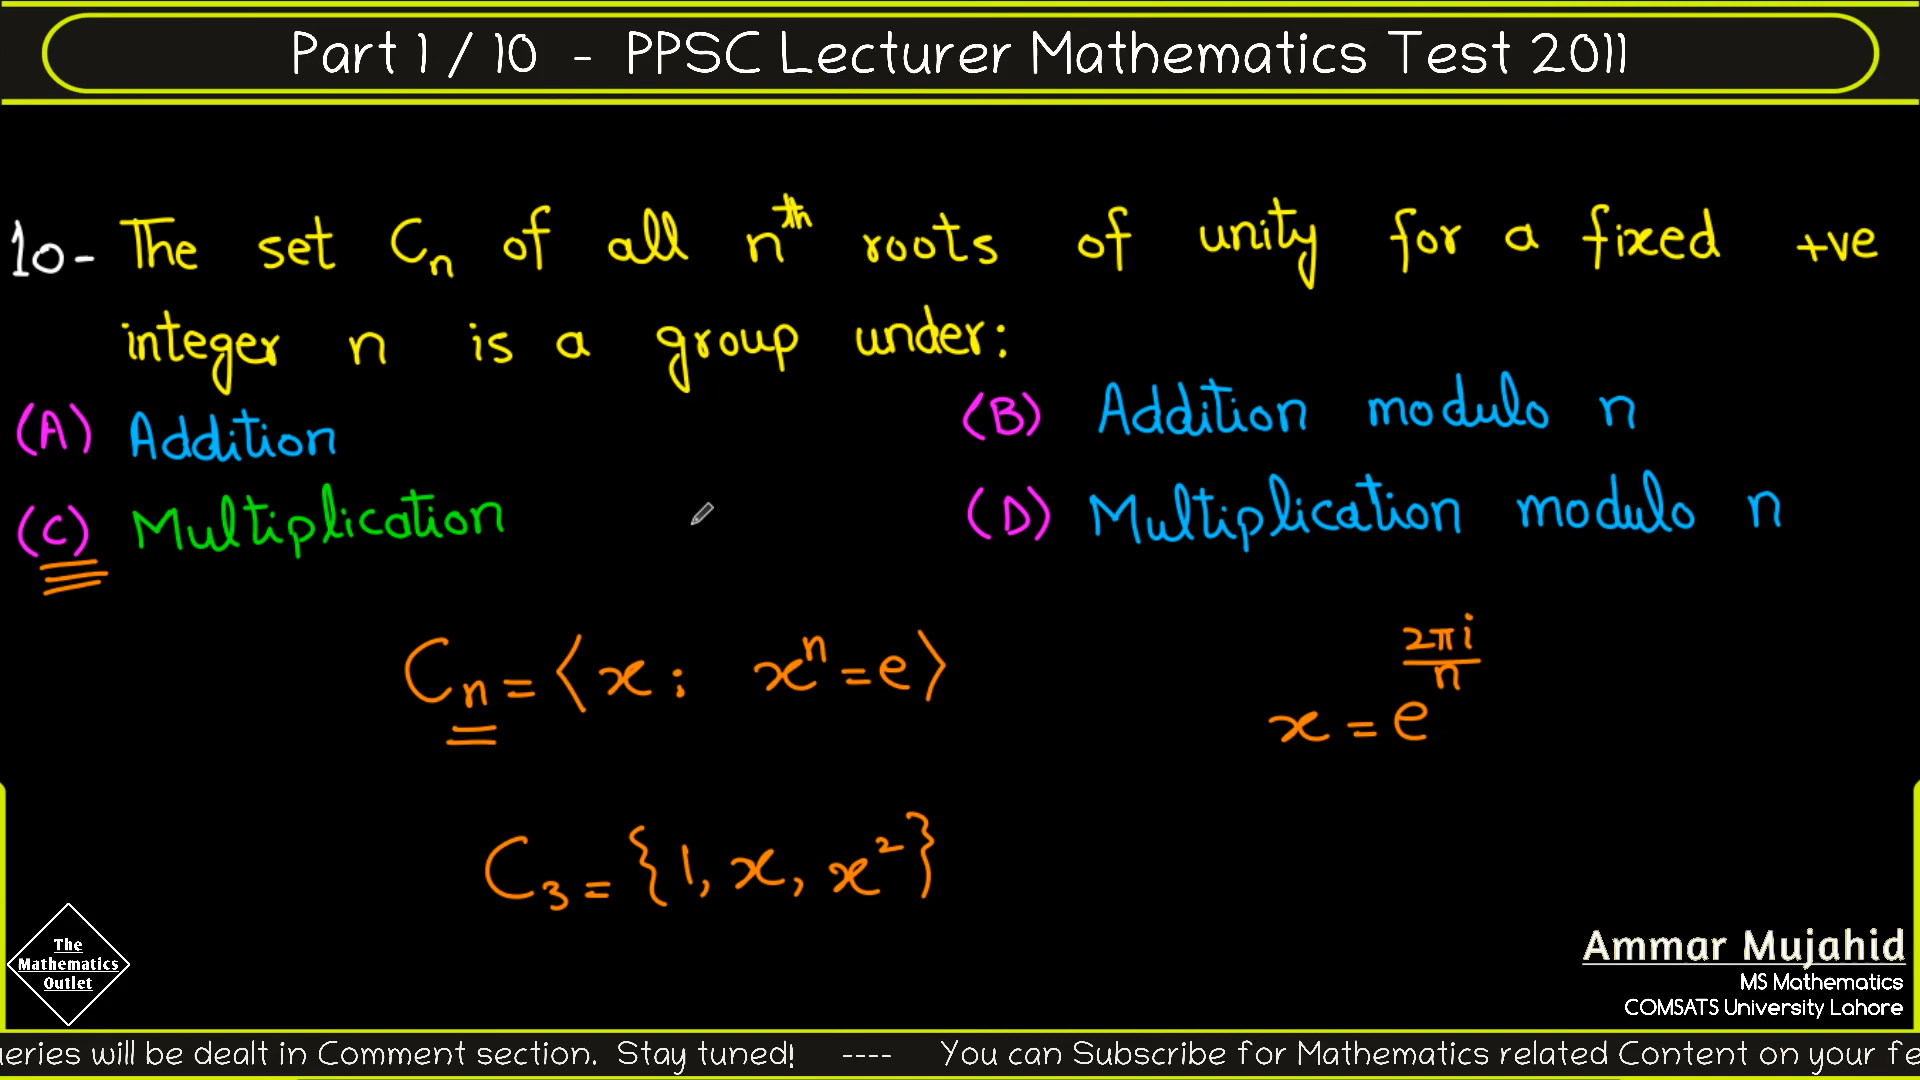 Part 1 / 10 - PPSC Lecturer Mathematics Test 2011
10- The set Cₙ of all nᵗʰ roots of unity for a fixed +ve
integer n is a group under:
(A) Addition
(B) Addition modulo n
(C) Multiplication
(D) Multiplication modulo n
Cₙ = ⟨x ; xⁿ = e⟩
x = e^(2πi/n)
C₃ = {1, x, x²}
The
Mathematics
Outlet
Ammar Mujahid
MS Mathematics
COMSATS University Lahore
ueries will be dealt in Comment section. Stay tuned! ---- You can Subscribe for Mathematics related Content on your fe